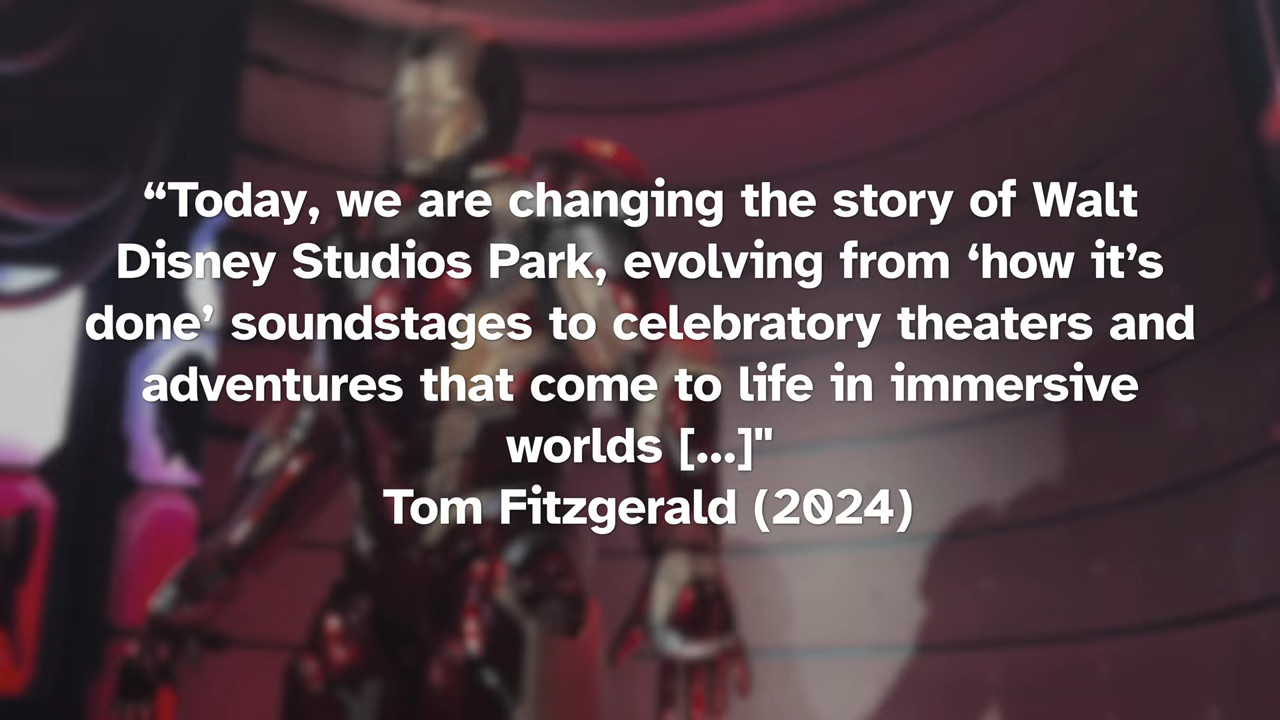 “Today, we are changing the story of Walt
Disney Studios Park, evolving from ‘how it’s
done’ soundstages to celebratory theaters and
adventures that come to life in immersive
worlds [...]"
Tom Fitzgerald (2024)